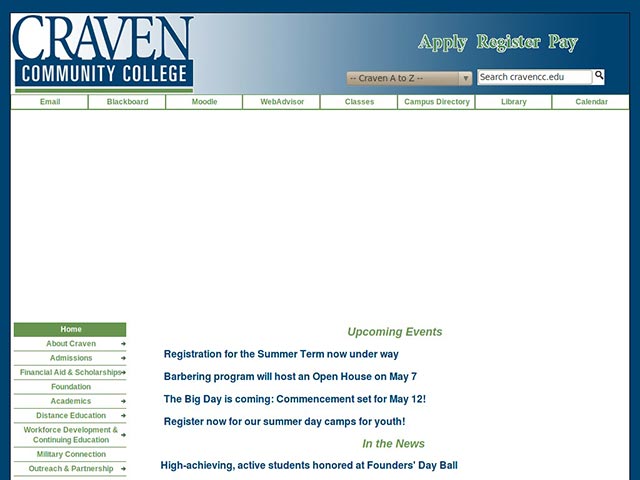 CRAVEN
COMMUNITY COLLEGE
Apply Register Pay
-- Craven A to Z --
Search cravencc.edu
Email
Blackboard
Moodle
WebAdvisor
Classes
Campus Directory
Library
Calendar
Home
About Craven
Admissions
Financial Aid & Scholarships
Foundation
Academics
Distance Education
Workforce Development &
Continuing Education
Military Connection
Outreach & Partnership
Upcoming Events
Registration for the Summer Term now under way
Barbering program will host an Open House on May 7
The Big Day is coming: Commencement set for May 12!
Register now for our summer day camps for youth!
In the News
High-achieving, active students honored at Founders' Day Ball